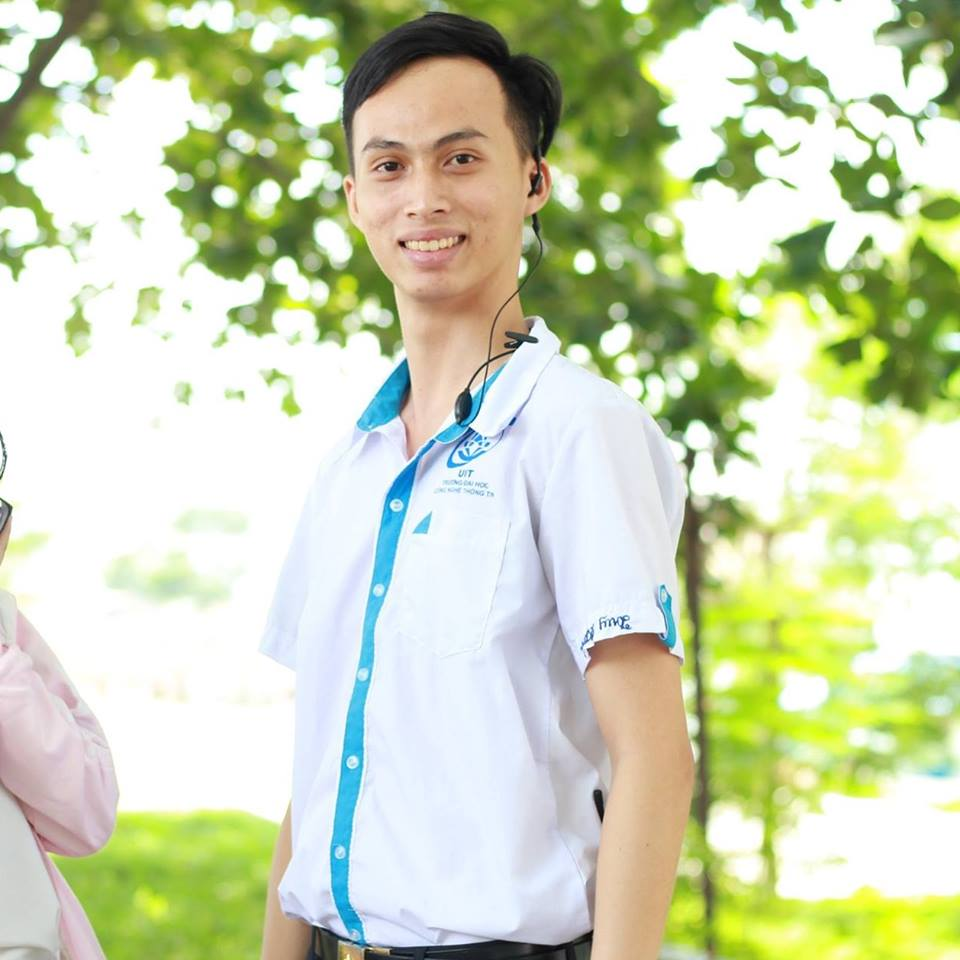 UIT
TRƯỜNG ĐẠI HỌC
CÔNG NGHỆ THÔNG TIN